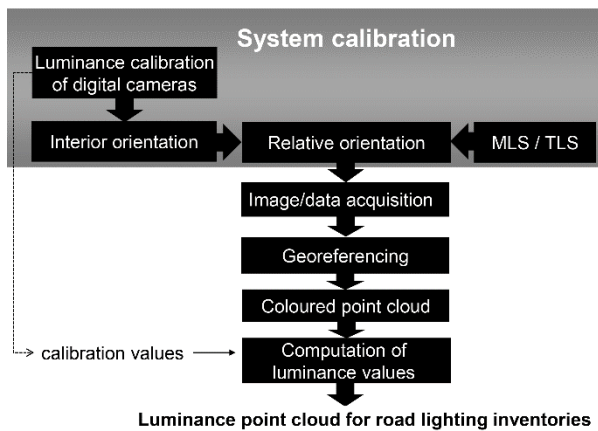 System calibration
Luminance calibration
of digital cameras
Interior orientation
Relative orientation
MLS / TLS
Image/data acquisition
Georeferencing
Coloured point cloud
calibration values
Computation of
luminance values
Luminance point cloud for road lighting inventories